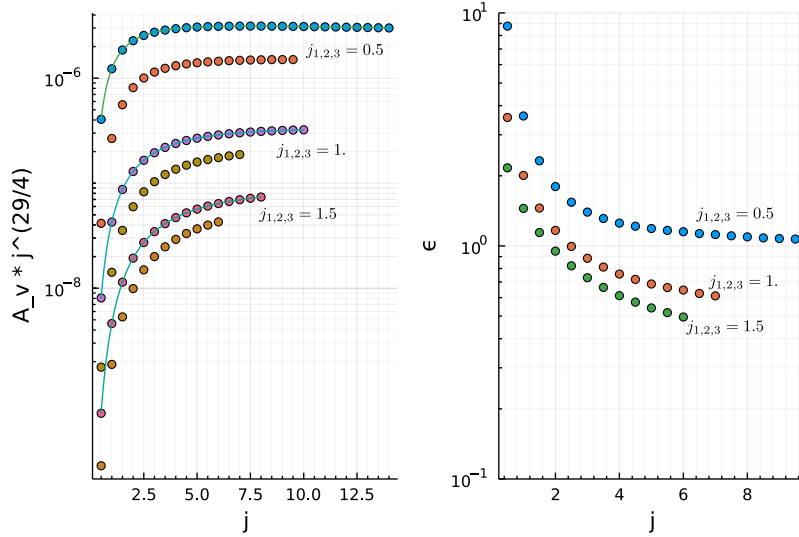 10^{-6}
10^{-8}
A_v * j^(29/4)
j_{1,2,3} = 0.5
j_{1,2,3} = 1.
j_{1,2,3} = 1.5
2.5 5.0 7.5 10.0 12.5
j
10^{1}
10^{0}
10^{-1}
ϵ
j_{1,2,3} = 0.5
j_{1,2,3} = 1.
j_{1,2,3} = 1.5
2 4 6 8
j